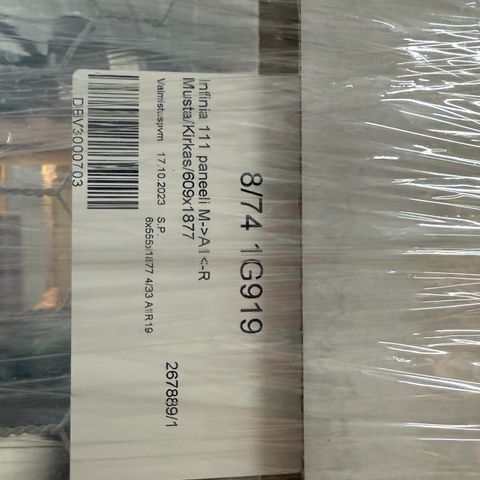 8/74 1G919
Infinia 111 paneeli M->A1<-R
Musta/Kirkas/609x1877
Valmistuspvm 17.10.2023 S.P.
6x555x1877 4/33 A1R19
267889/1
DBV3000703